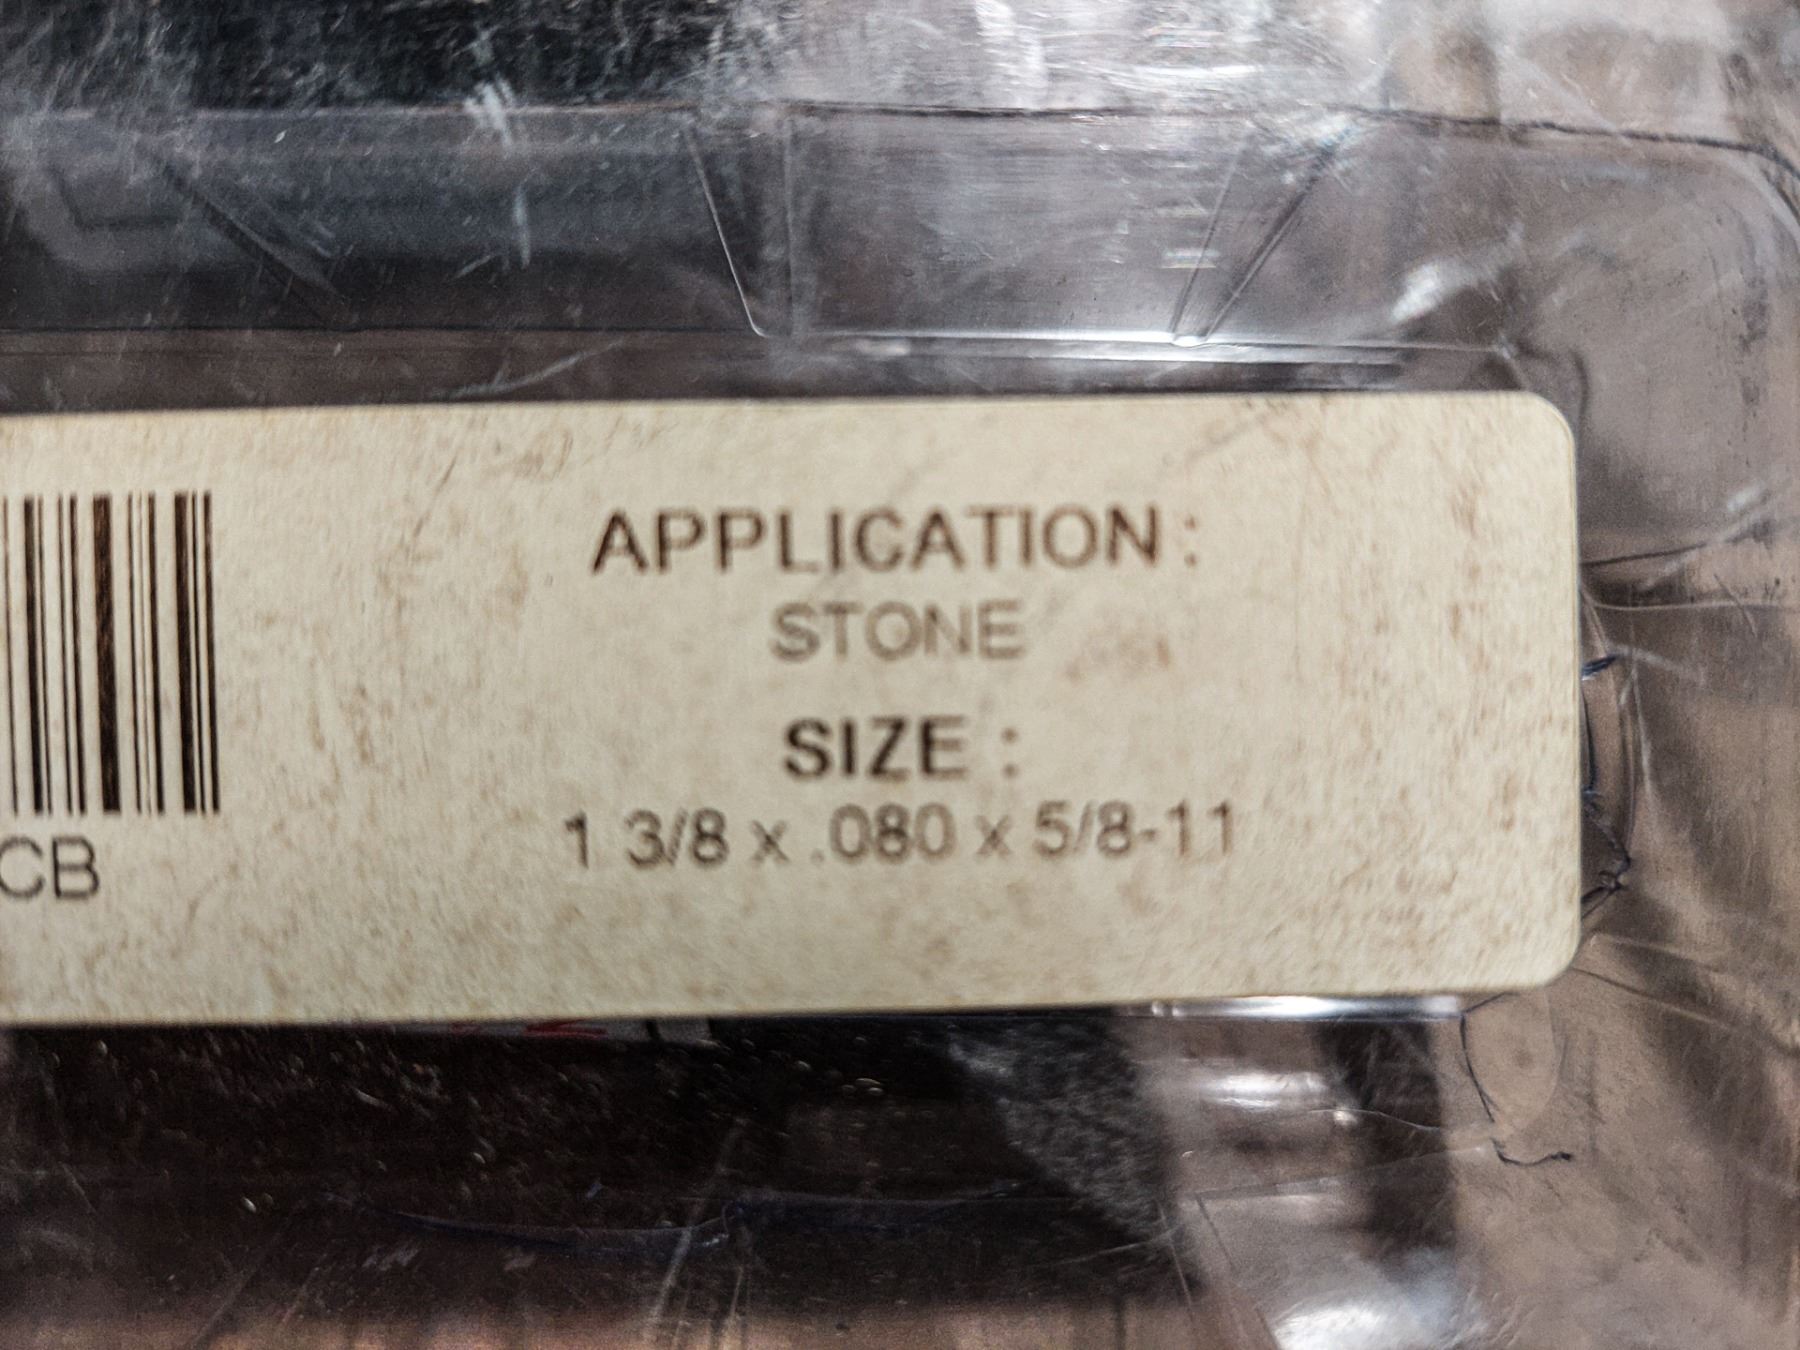 APPLICATION :
STONE
SIZE :
1 3/8 x .080 x 5/8-11
CB